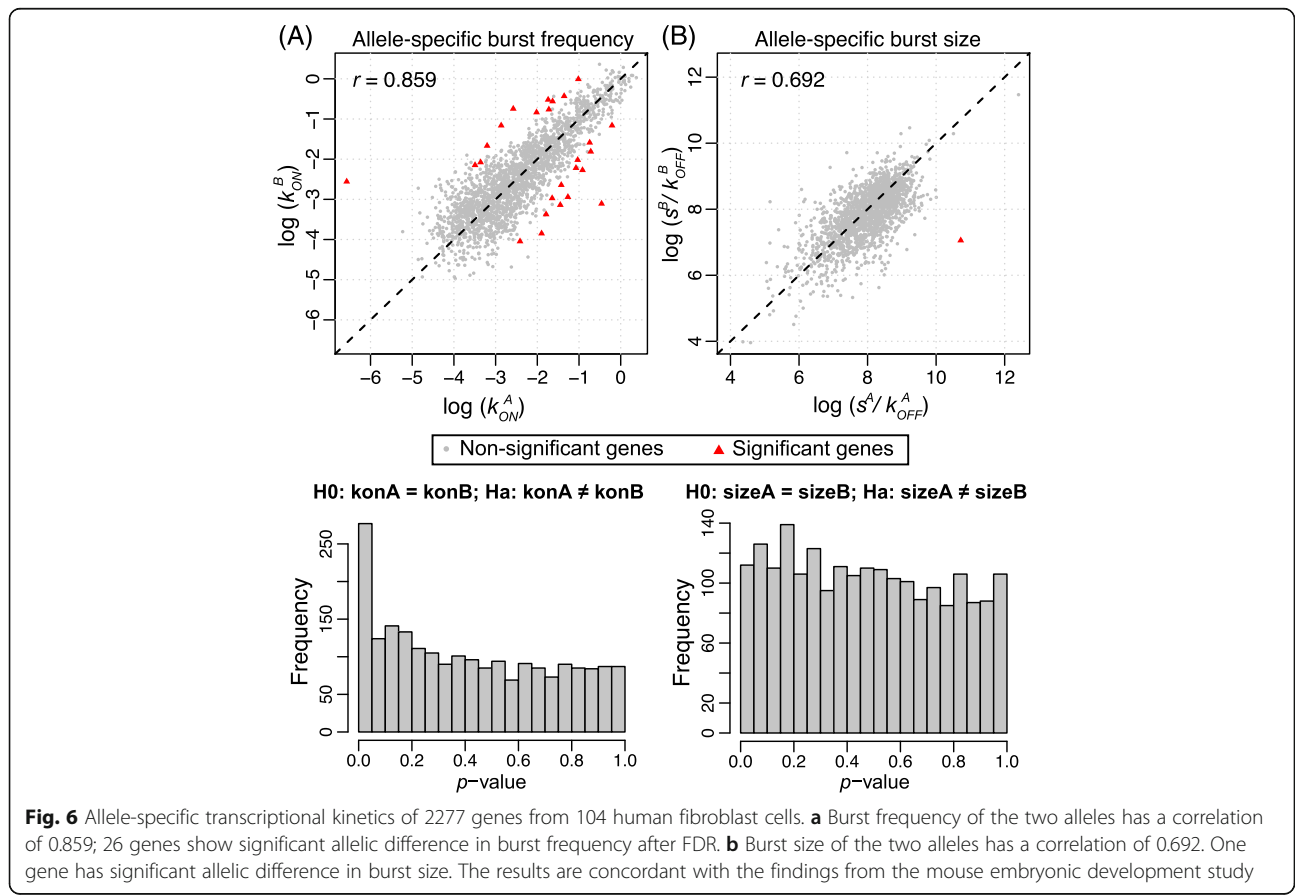 (A) Allele-specific burst frequency
r = 0.859
0
−1
−2
−3
−4
−5
−6
log (k^B_ON)
−6 −5 −4 −3 −2 −1 0
log (k^A_ON)
(B) Allele-specific burst size
r = 0.692
12
10
8
6
4
log (s^B/ k^B_OFF)
4 6 8 10 12
log (s^A/ k^A_OFF)
Non-significant genes Significant genes
H0: konA = konB; Ha: konA ≠ konB
250
150
50
0
Frequency
0.0 0.2 0.4 0.6 0.8 1.0
p−value
H0: sizeA = sizeB; Ha: sizeA ≠ sizeB
140
100
60
20
0
Frequency
0.0 0.2 0.4 0.6 0.8 1.0
p−value
Fig. 6 Allele-specific transcriptional kinetics of 2277 genes from 104 human fibroblast cells. a Burst frequency of the two alleles has a correlation
of 0.859; 26 genes show significant allelic difference in burst frequency after FDR. b Burst size of the two alleles has a correlation of 0.692. One
gene has significant allelic difference in burst size. The results are concordant with the findings from the mouse embryonic development study